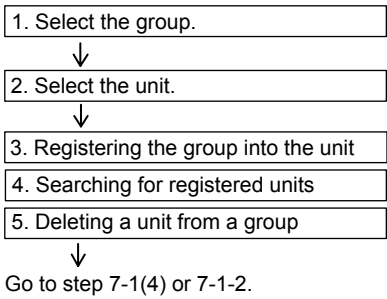 1. Select the group.
2. Select the unit.
3. Registering the group into the unit
4. Searching for registered units
5. Deleting a unit from a group
Go to step 7-1(4) or 7-1-2.